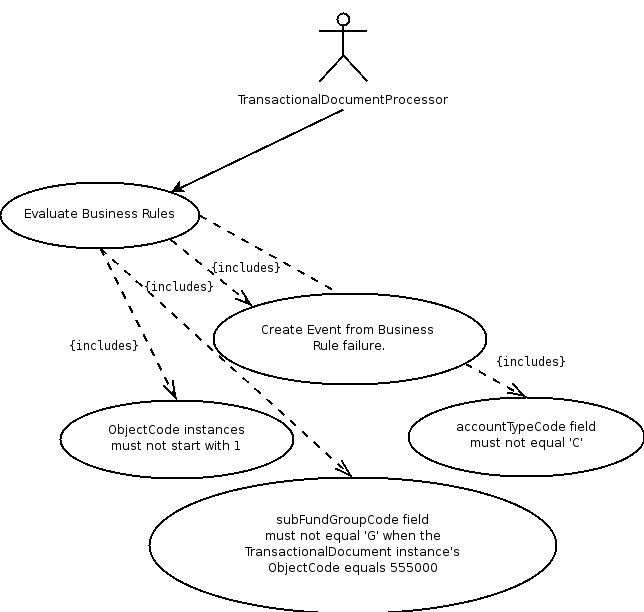 TransactionalDocumentProcessor
Evaluate Business Rules
{includes}
{includes}
{includes}
Create Event from Business
Rule failure.
{includes}
ObjectCode instances
must not start with 1
accountTypeCode field
must not equal 'C'
subFundGroupCode field
must not equal 'G' when the
TransactionalDocument instance's
ObjectCode equals 555000